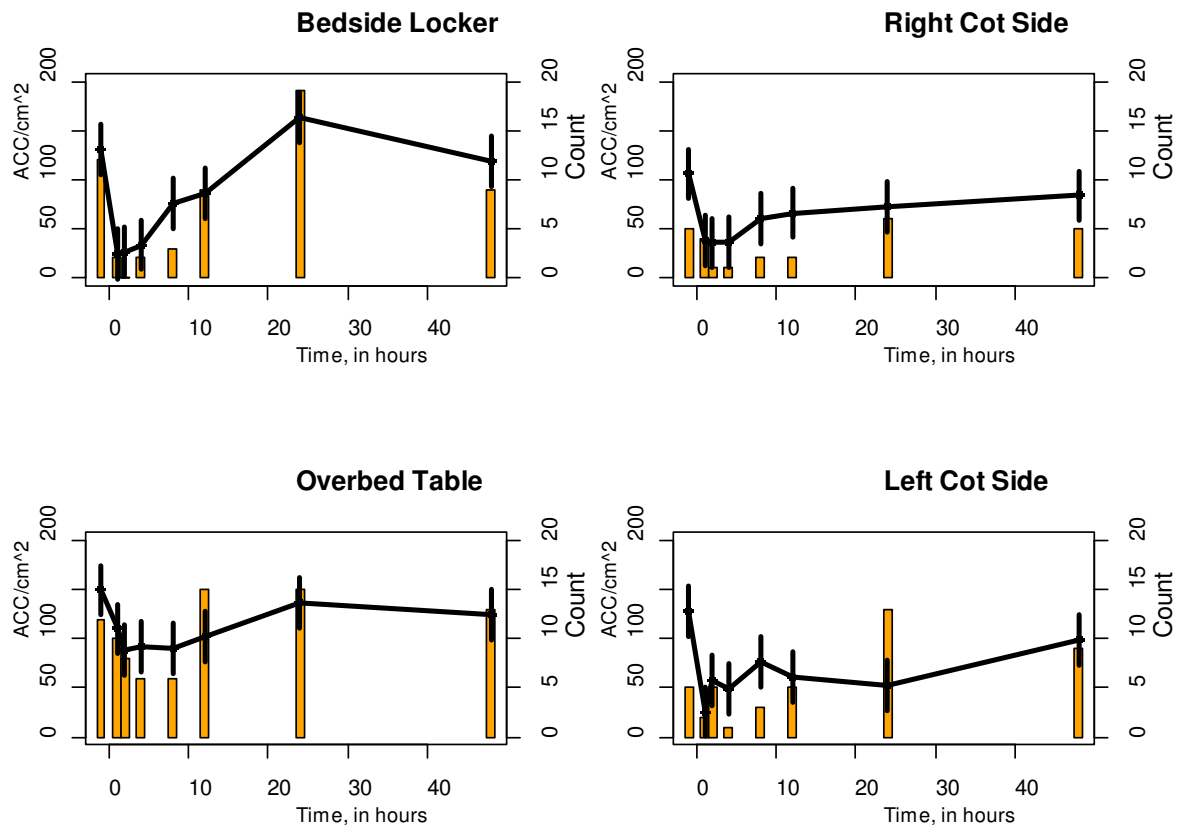 Bedside Locker
ACC/cm^2
0 50 100 200
0 5 10 15 20
Count
0 10 20 30 40
Time, in hours
Right Cot Side
ACC/cm^2
0 50 100 200
0 5 10 15 20
Count
0 10 20 30 40
Time, in hours
Overbed Table
ACC/cm^2
0 50 100 200
0 5 10 15 20
Count
0 10 20 30 40
Time, in hours
Left Cot Side
ACC/cm^2
0 50 100 200
0 5 10 15 20
Count
0 10 20 30 40
Time, in hours